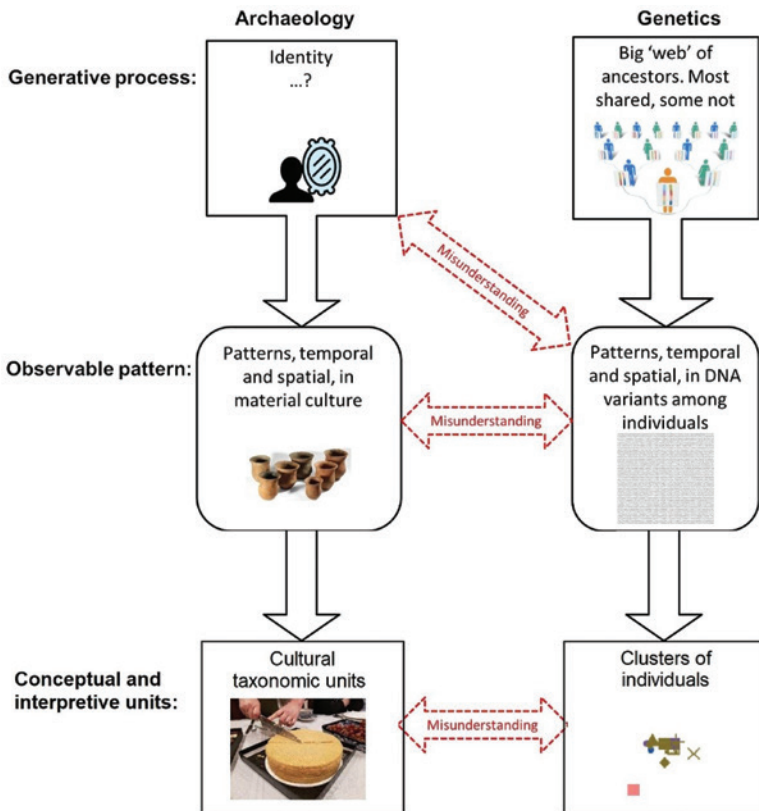 Archaeology
Genetics
Generative process:
Identity
...?
Big ‘web’ of
ancestors. Most
shared, some not
Misunderstanding
Observable pattern:
Patterns, temporal
and spatial, in
material culture
Misunderstanding
Patterns, temporal
and spatial, in DNA
variants among
individuals
Conceptual and
interpretive units:
Cultural
taxonomic units
Misunderstanding
Clusters of
individuals